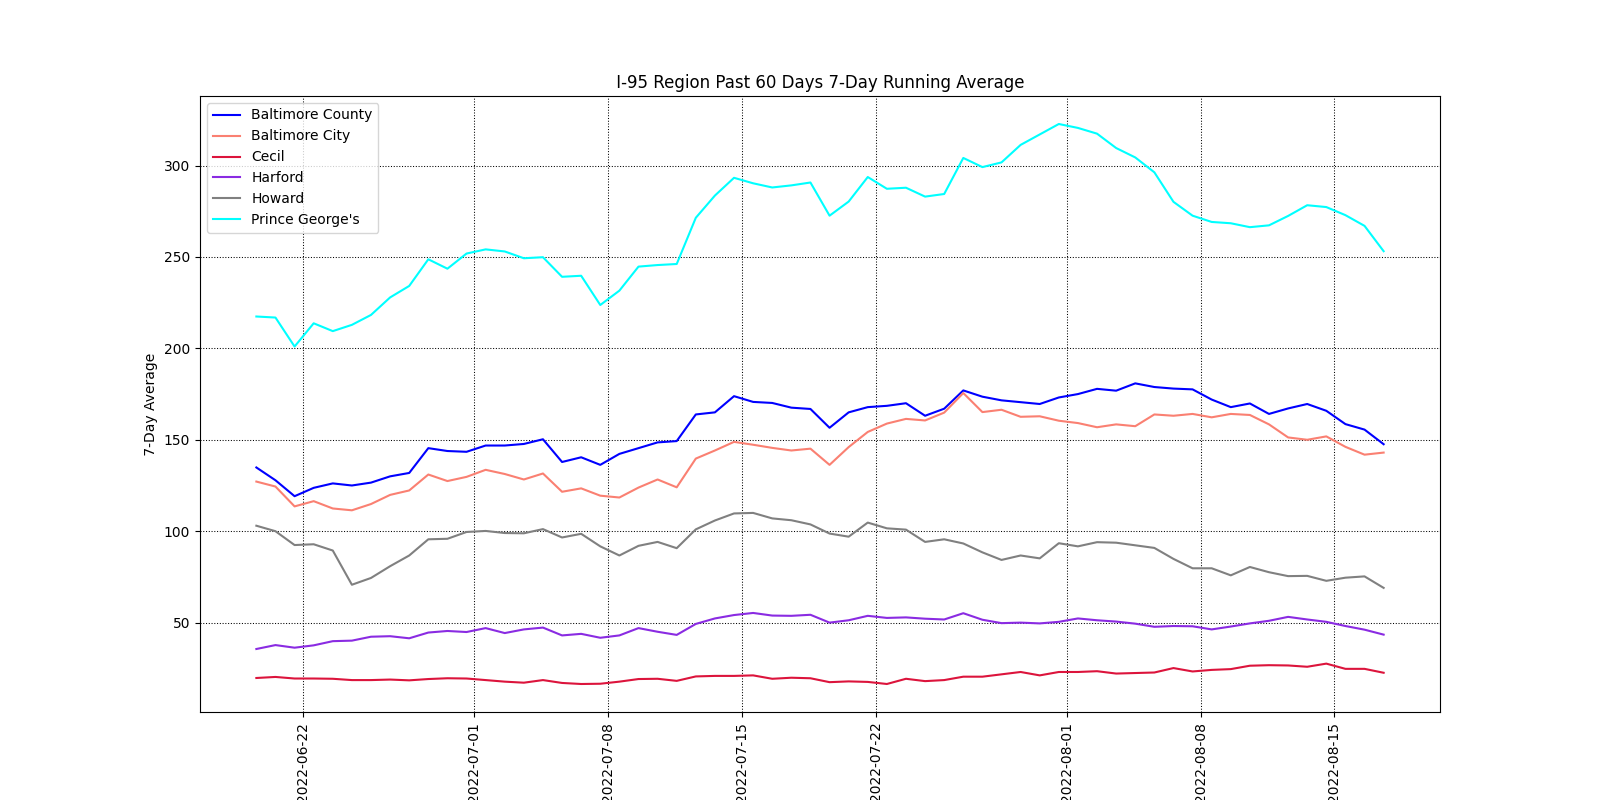 I-95 Region Past 60 Days 7-Day Running Average
Baltimore County
Baltimore City
Cecil
Harford
Howard
Prince George's
7-Day Average
300
250
200
150
100
50
2022-06-22
2022-07-01
2022-07-08
2022-07-15
2022-07-22
2022-08-01
2022-08-08
2022-08-15